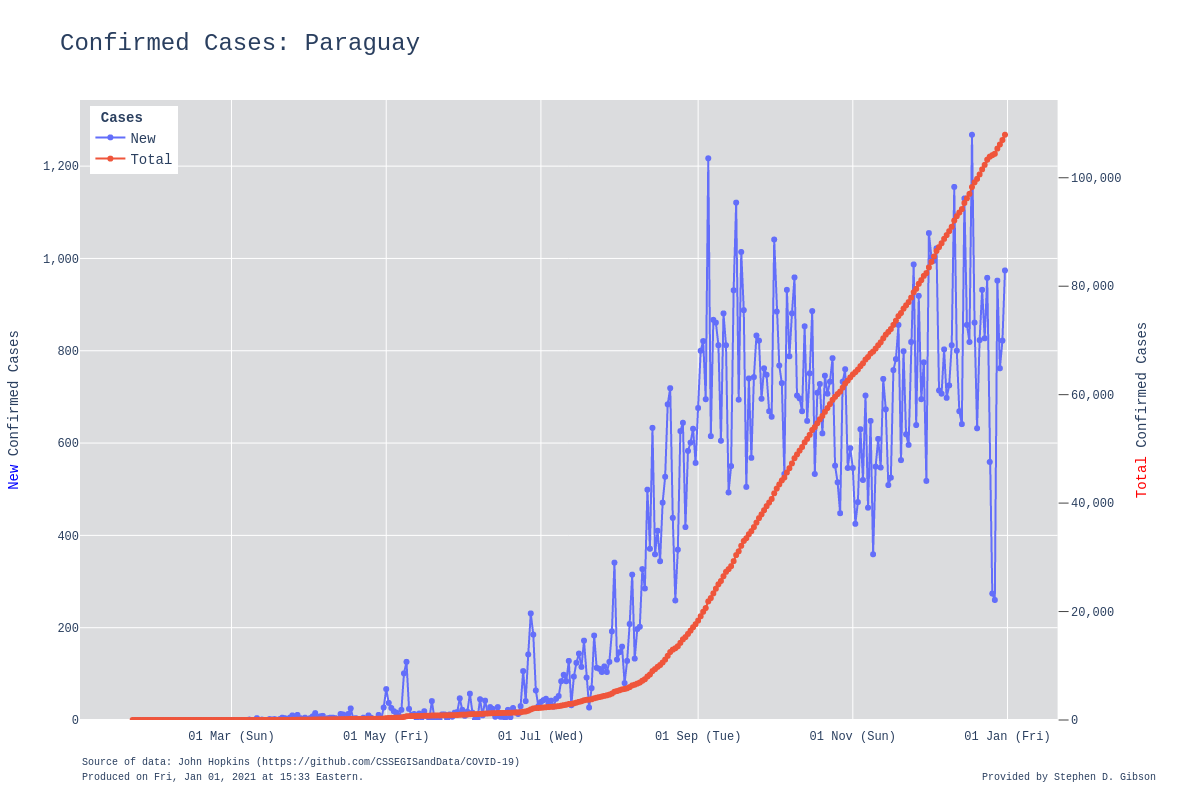 Confirmed Cases: Paraguay
Cases
New
Total
1,200
1,000
800
600
400
200
0
100,000
80,000
60,000
40,000
20,000
0
New Confirmed Cases
Total Confirmed Cases
01 Mar (Sun)
01 May (Fri)
01 Jul (Wed)
01 Sep (Tue)
01 Nov (Sun)
01 Jan (Fri)
Source of data: John Hopkins (https://github.com/CSSEGISandData/COVID-19)
Produced on Fri, Jan 01, 2021 at 15:33 Eastern.
Provided by Stephen D. Gibson